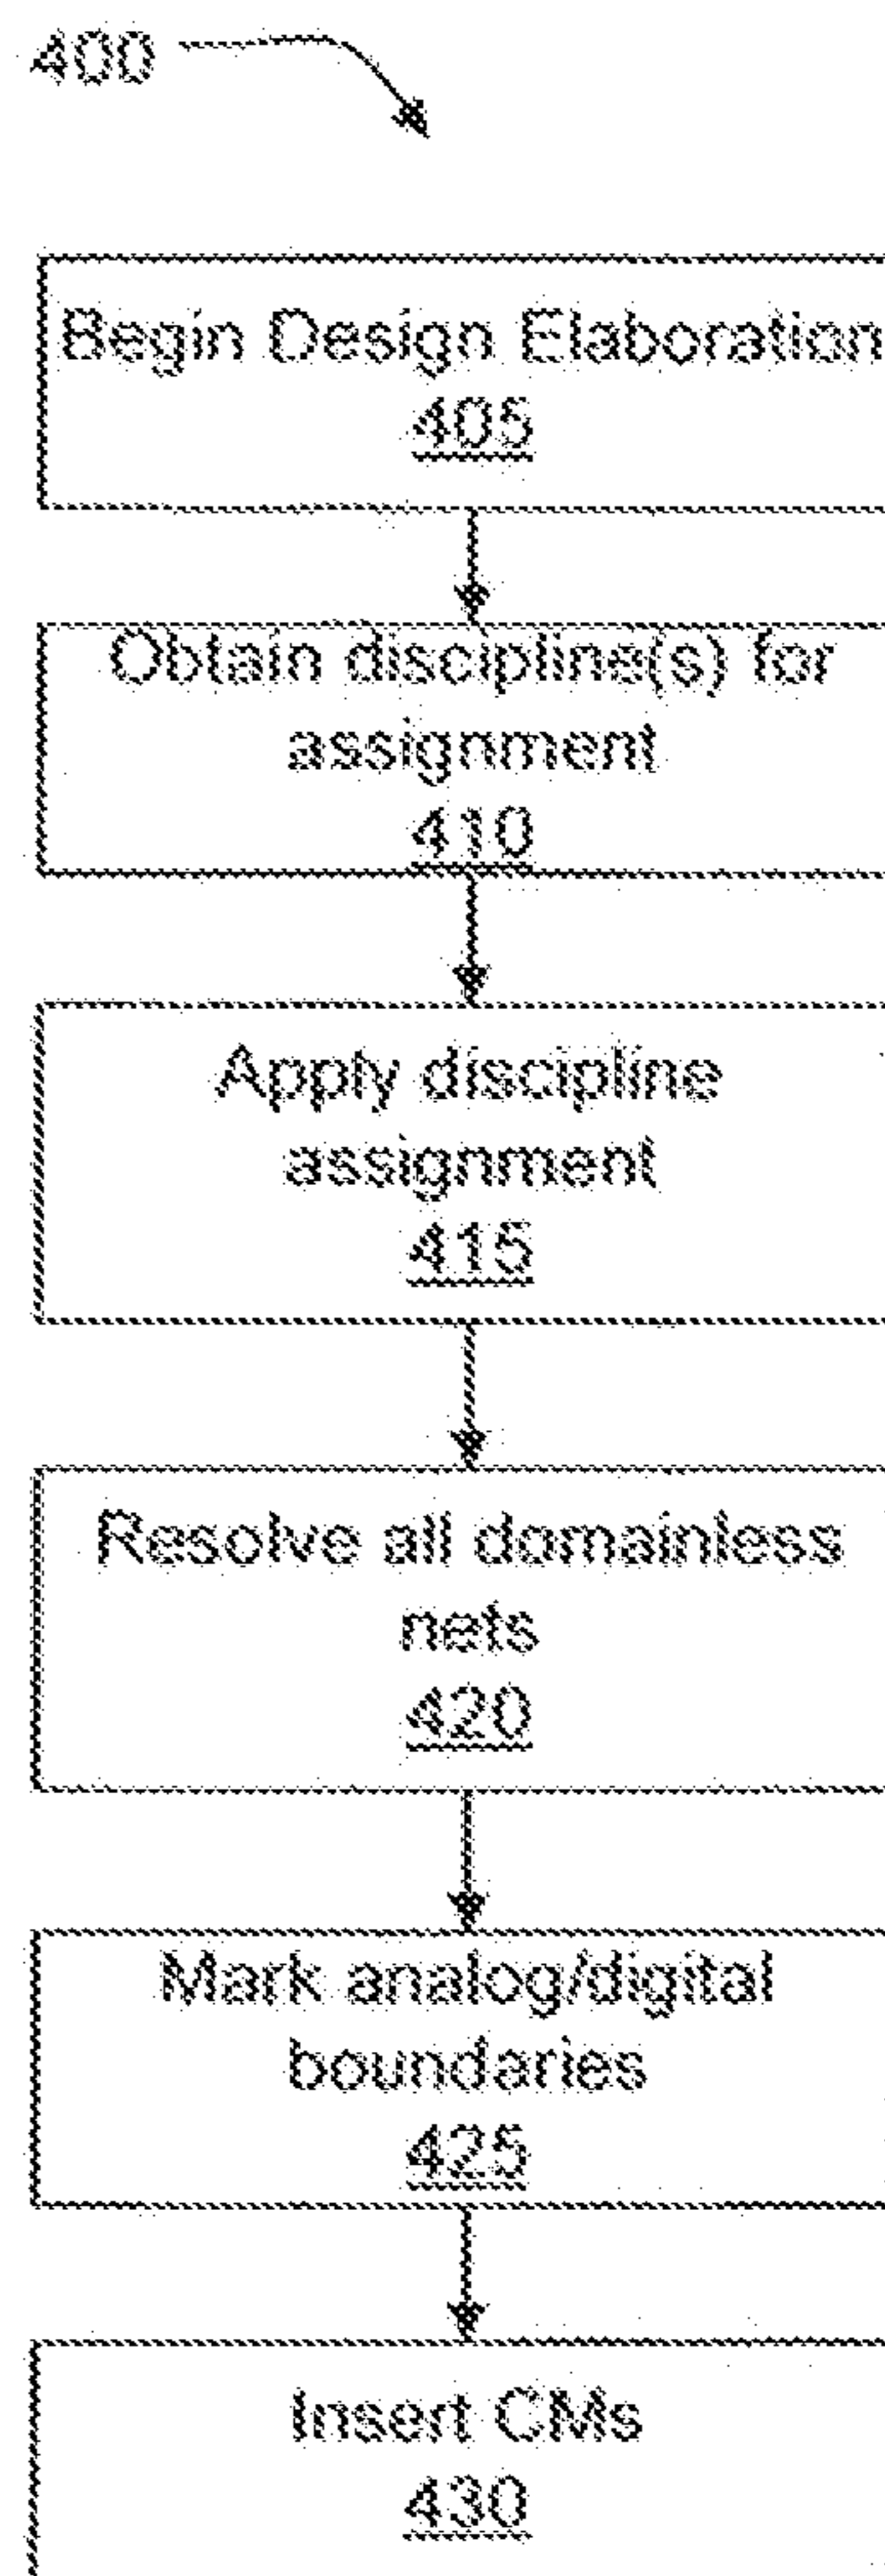 400
Begin Design Elaboration
405
Obtain discipline(s) for
assignment
410
Apply discipline
assignment
415
Resolve all domainless
nets
420
Mark analog/digital
boundaries
425
Insert CMs
430